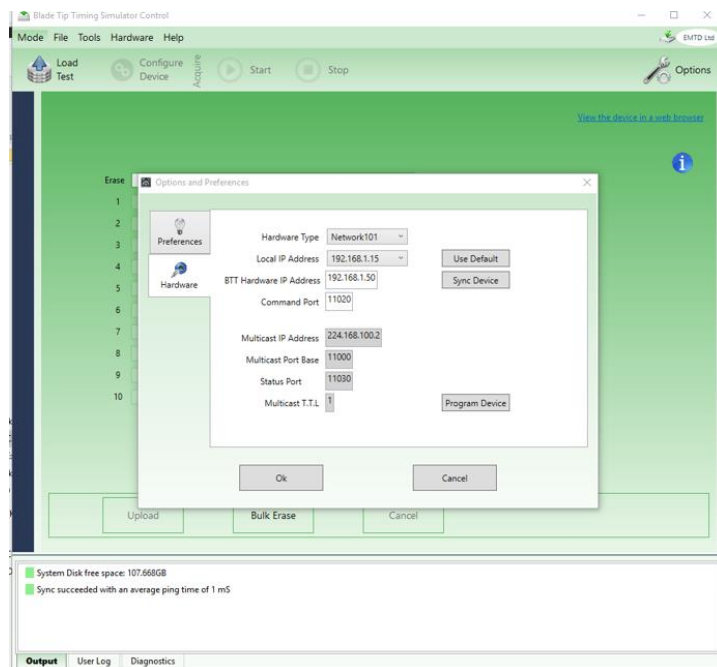 Blade Tip Timing Simulator Control
Mode File Tools Hardware Help
EMTD Ltd
Load Test
Configure Device
Acquire
Start
Stop
Options
View the device in a web browser
Erase
1
2
3
4
5
6
7
8
9
10
Options and Preferences
Preferences
Hardware
Hardware Type Network101
Local IP Address 192.168.1.15 Use Default
BTT Hardware IP Address 192.168.1.50 Sync Device
Command Port 11020
Multicast IP Address 224.168.100.2
Multicast Port Base 11000
Status Port 11030
Multicast T.T.L 1 Program Device
Ok Cancel
Upload Bulk Erase Cancel
System Disk free space: 107.668GB
Sync succeeded with an average ping time of 1 mS
Output User Log Diagnostics